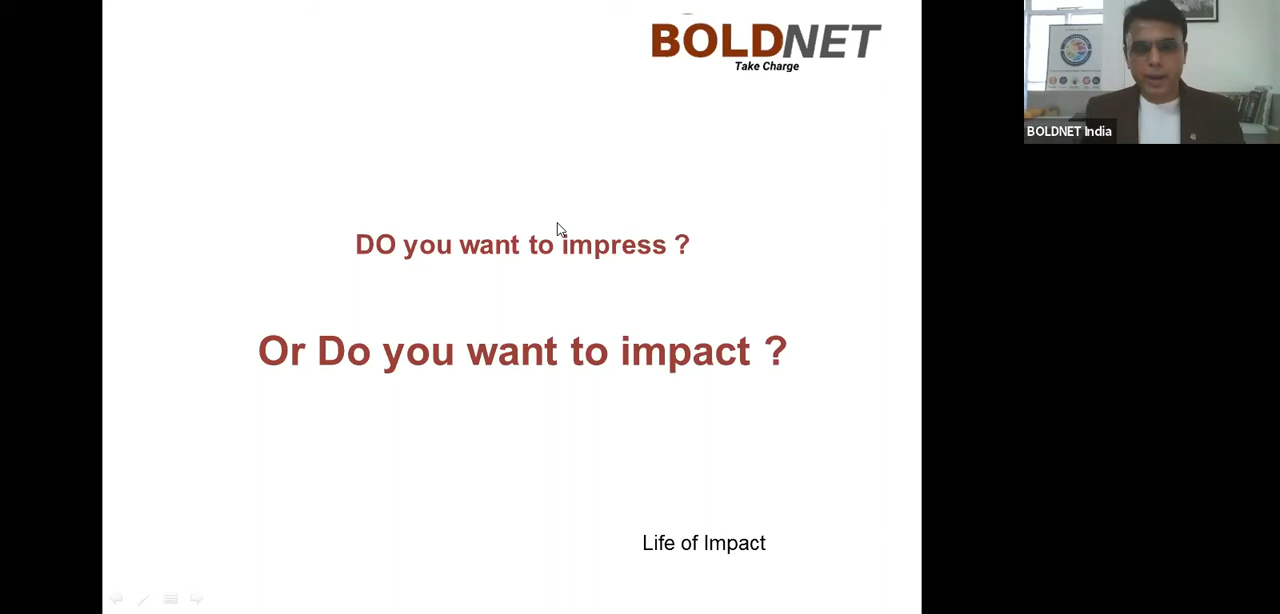 BOLDNET
Take Charge
BOLDNET India
DO you want to impress ?
Or Do you want to impact ?
Life of Impact